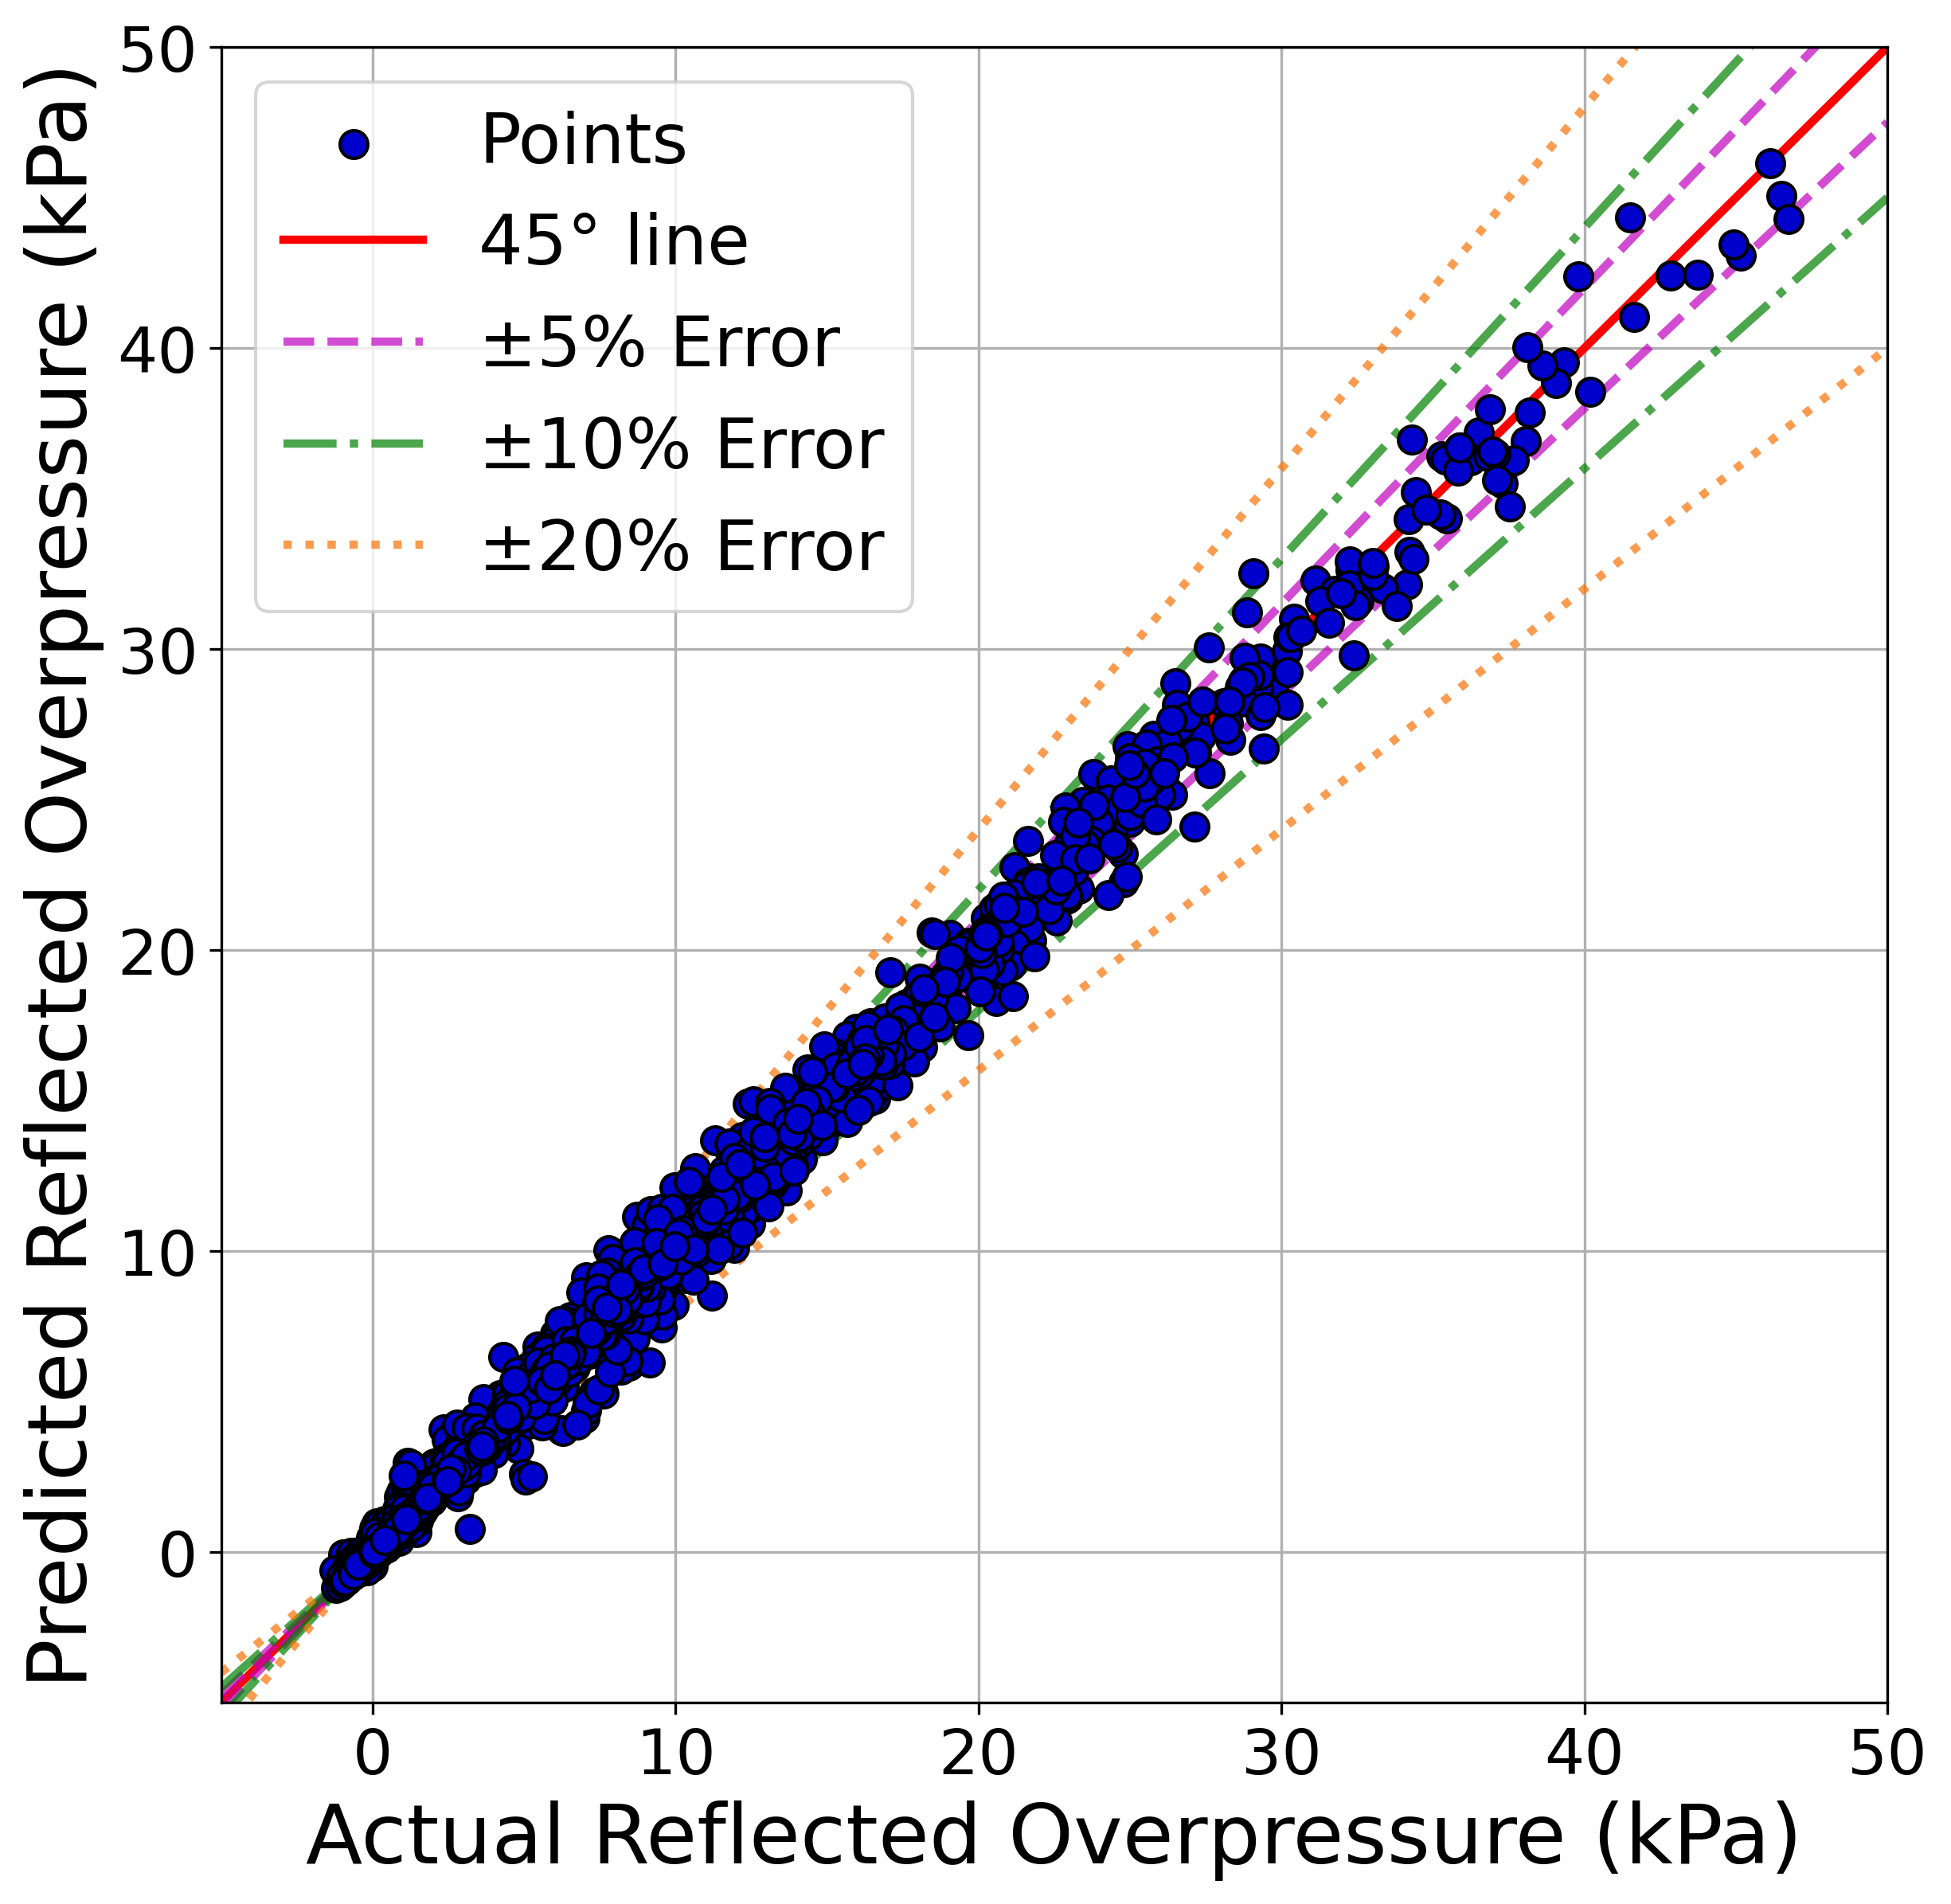 Predicted Reflected Overpressure (kPa)
50
40
30
20
10
0
Points
45° line
±5% Error
±10% Error
±20% Error
0 10 20 30 40 50
Actual Reflected Overpressure (kPa)